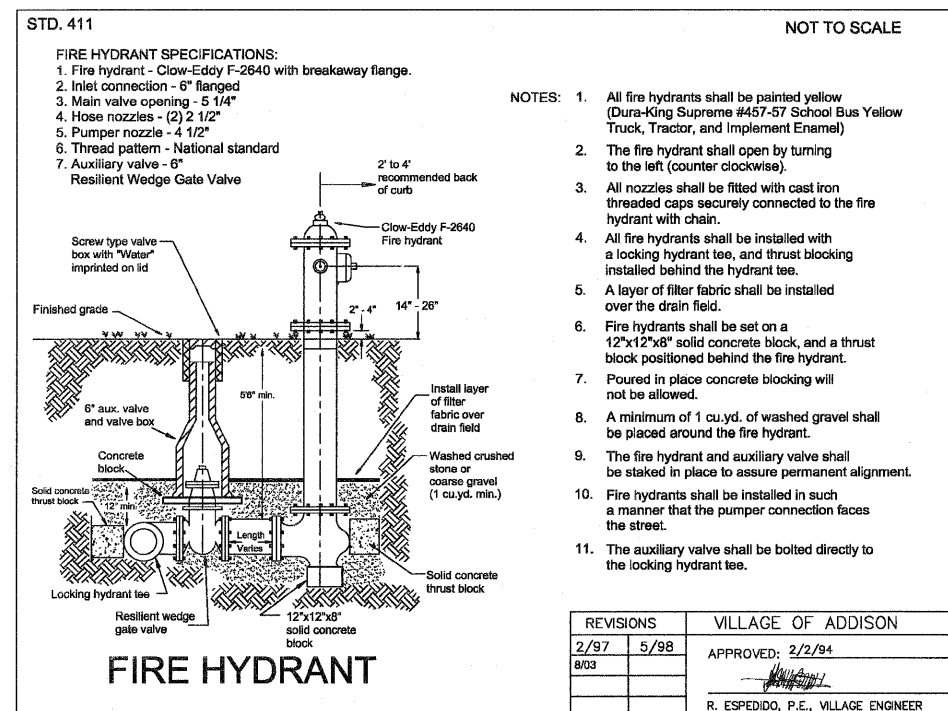 STD. 411
NOT TO SCALE
FIRE HYDRANT SPECIFICATIONS:
1. Fire hydrant - Clow-Eddy F-2640 with breakaway flange.
2. Inlet connection - 6" flanged
3. Main valve opening - 5 1/4"
4. Hose nozzles - (2) 2 1/2"
5. Pumper nozzle - 4 1/2"
6. Thread pattern - National standard
7. Auxiliary valve - 6"
Resilient Wedge Gate Valve
2' to 4'
recommended back
of curb
Clow-Eddy F-2640
Fire hydrant
Screw type valve
box with "Water"
imprinted on lid
Finished grade
2" - 4"
14" - 26"
5'6" min.
6" aux. valve
and valve box
Install layer
of filter
fabric over
drain field
Concrete
block
Washed crushed
stone or
coarse gravel
(1 cu.yd. min.)
Solid concrete
thrust block
12" min.
Length
Varies
Locking hydrant tee
Solid concrete
thrust block
Resilient wedge
gate valve
12"x12"x8"
solid concrete
block
FIRE HYDRANT
NOTES: 1. All fire hydrants shall be painted yellow
(Dura-King Supreme #457-57 School Bus Yellow
Truck, Tractor, and Implement Enamel)
2. The fire hydrant shall open by turning
to the left (counter clockwise).
3. All nozzles shall be fitted with cast iron
threaded caps securely connected to the fire
hydrant with chain.
4. All fire hydrants shall be installed with
a locking hydrant tee, and thrust blocking
installed behind the hydrant tee.
5. A layer of filter fabric shall be installed
over the drain field.
6. Fire hydrants shall be set on a
12"x12"x8" solid concrete block, and a thrust
block positioned behind the fire hydrant.
7. Poured in place concrete blocking will
not be allowed.
8. A minimum of 1 cu.yd. of washed gravel shall
be placed around the fire hydrant.
9. The fire hydrant and auxiliary valve shall
be staked in place to assure permanent alignment.
10. Fire hydrants shall be installed in such
a manner that the pumper connection faces
the street.
11. The auxiliary valve shall be bolted directly to
the locking hydrant tee.
REVISIONS
2/97 5/98
8/03
VILLAGE OF ADDISON
APPROVED: 2/2/94
R. ESPEDIDO, P.E., VILLAGE ENGINEER